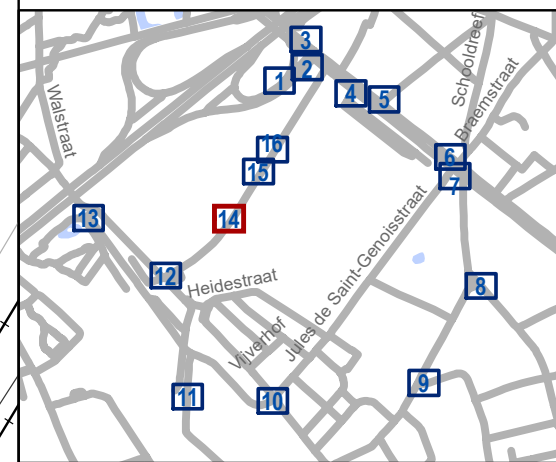 3
2
1
4
5
Schooldreef
Braemstraat
Walstraat
16
15
6
7
14
13
12
Heidestraat
Jules de Saint-Genoisstraat
8
Vijverhof
9
11
10